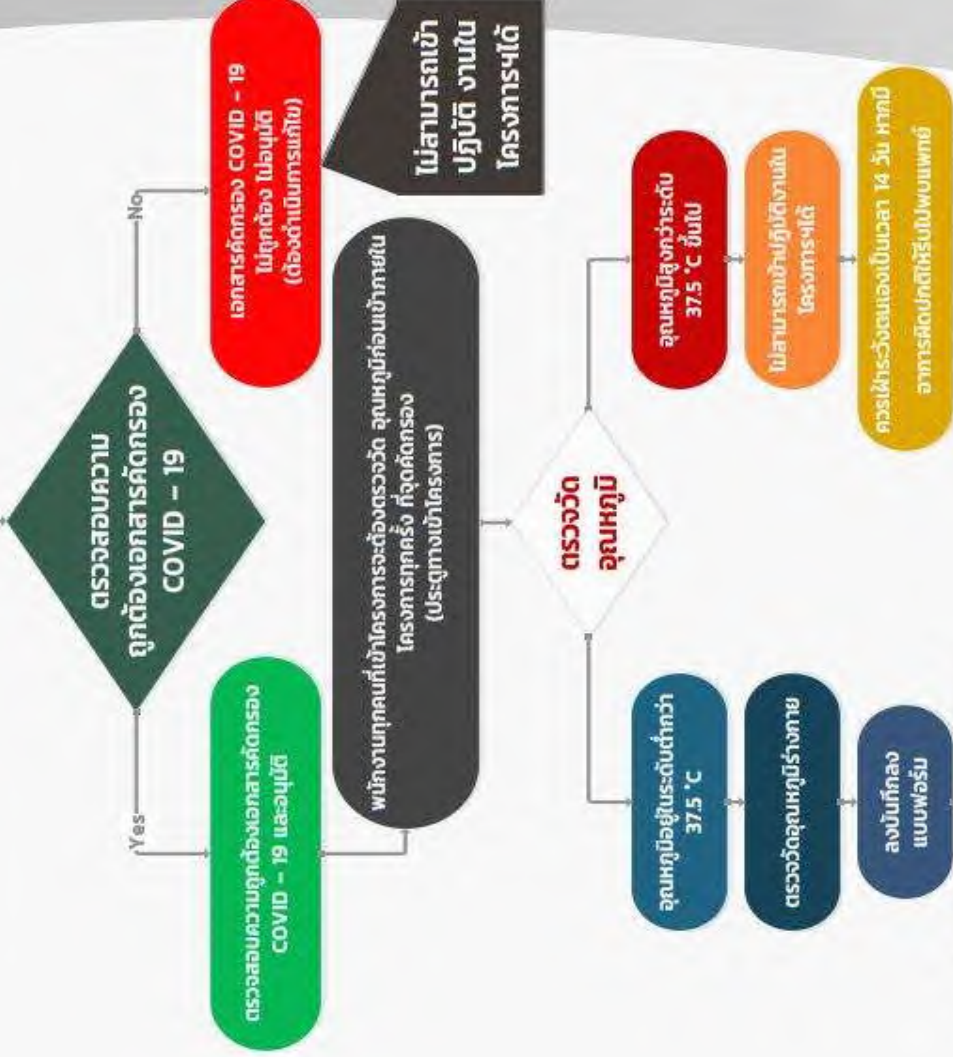 ตรวจสอบความ
ถูกต้องเอกสารคัดกรอง
COVID – 19
Yes
No
ตรวจสอบความถูกต้องเอกสารคัดกรอง
COVID – 19 และอนุมัติ
เอกสารคัดกรอง COVID – 19
ไม่ถูกต้อง ไม่อนุมัติ
(ต้องดำเนินการแก้ไข)
ไม่สามารถเข้า
ปฏิบัติ งานใน
โครงการฯได้
พนักงานทุกคนที่เข้าโครงการจะต้องตรวจวัด อุณหภูมิก่อนเข้าภายใน
โครงการทุกครั้ง ที่จุดคัดกรอง
(ประตูทางเข้าโครงการ)
ตรวจวัด
อุณหภูมิ
อุณหภูมิอยู่ในระดับต่ำกว่า
37.5 °C
ตรวจวัดอุณหภูมิร่างกาย
ลงบันทึกลง
แบบฟอร์ม
อุณหภูมิสูงกว่าระดับ
37.5 °C ขึ้นไป
ไม่สามารถเข้าปฏิบัติงานใน
โครงการฯได้
ควรเฝ้าระวังตนเองเป็นเวลา 14 วัน หากมี
อาการผิดปกติให้รีบไปพบแพทย์